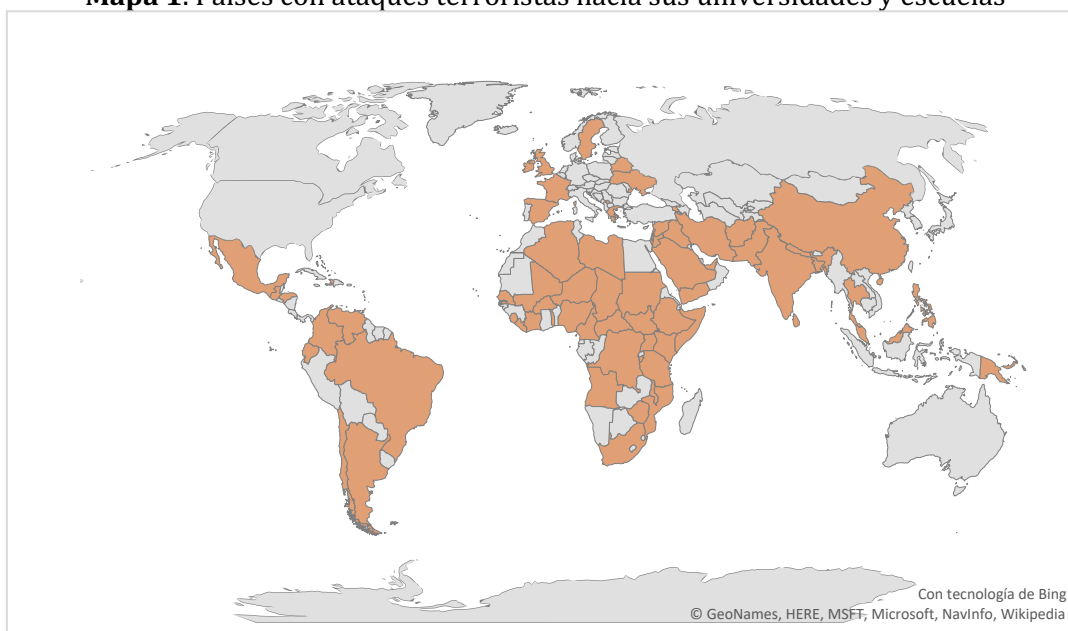 Mapa 1. Países con ataques terroristas hacia sus universidades y escuelas
Con tecnología de Bing
© GeoNames, HERE, MSFT, Microsoft, NavInfo, Wikipedia